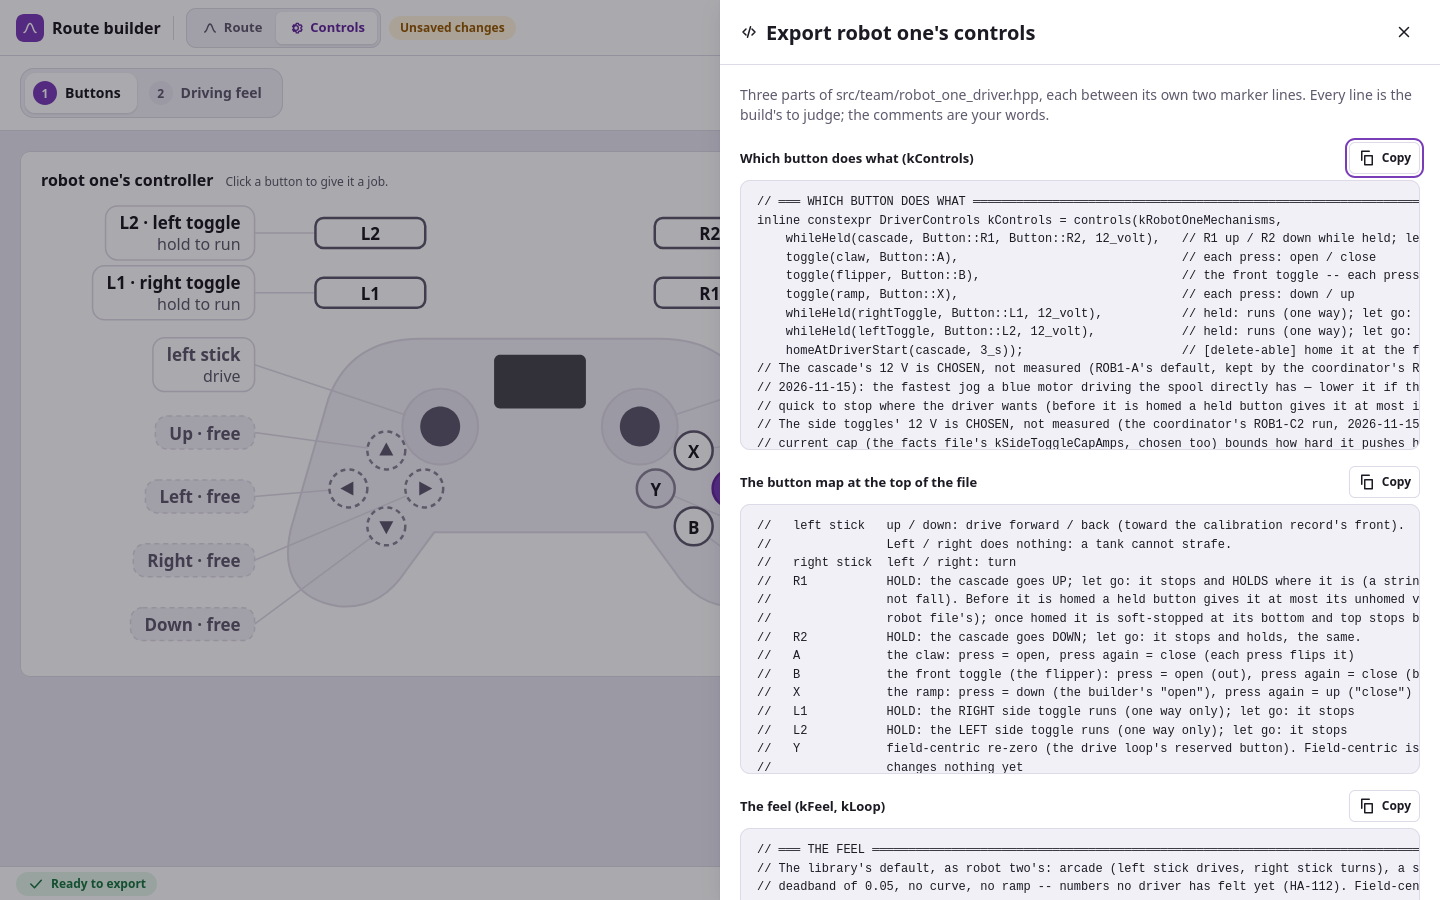 Route builder
Route
Controls
Unsaved changes
1 Buttons
2 Driving feel
robot one's controller Click a button to give it a job.
L2 · left toggle
hold to run
L2
R2
L1 · right toggle
hold to run
L1
R1
left stick
drive
Up · free
X
Left · free
Y
B
Right · free
Down · free
Ready to export
Export robot one's controls
Three parts of src/team/robot_one_driver.hpp, each between its own two marker lines. Every line is the
build's to judge; the comments are your words.
Which button does what (kControls)
Copy
// ═══ WHICH BUTTON DOES WHAT ══════════════════════════════════════════════════════════════
inline constexpr DriverControls kControls = controls(kRobotOneMechanisms,
    whileHeld(cascade, Button::R1, Button::R2, 12_volt),   // R1 up / R2 down while held; le
    toggle(claw, Button::A),                               // each press: open / close
    toggle(flipper, Button::B),                            // the front toggle -- each press
    toggle(ramp, Button::X),                               // each press: down / up
    whileHeld(rightToggle, Button::L1, 12_volt),           // held: runs (one way); let go:
    whileHeld(leftToggle, Button::L2, 12_volt),            // held: runs (one way); let go:
    homeAtDriverStart(cascade, 3_s));                      // [delete-able] home it at the f
// The cascade's 12 V is CHOSEN, not measured (ROB1-A's default, kept by the coordinator's R
// 2026-11-15): the fastest jog a blue motor driving the spool directly has — lower it if th
// quick to stop where the driver wants (before it is homed a held button gives it at most i
// The side toggles' 12 V is CHOSEN, not measured (the coordinator's ROB1-C2 run, 2026-11-15
// current cap (the facts file's kSideToggleCapAmps, chosen too) bounds how hard it pushes h
The button map at the top of the file
Copy
//   left stick   up / down: drive forward / back (toward the calibration record's front).
//                Left / right does nothing: a tank cannot strafe.
//   right stick  left / right: turn
//   R1           HOLD: the cascade goes UP; let go: it stops and HOLDS where it is (a strin
//                not fall). Before it is homed a held button gives it at most its unhomed v
//                robot file's); once homed it is soft-stopped at its bottom and top stops b
//   R2           HOLD: the cascade goes DOWN; let go: it stops and holds, the same.
//   A            the claw: press = open, press again = close (each press flips it)
//   B            the front toggle (the flipper): press = open (out), press again = close (b
//   X            the ramp: press = down (the builder's "open"), press again = up ("close")
//   L1           HOLD: the RIGHT side toggle runs (one way only); let go: it stops
//   L2           HOLD: the LEFT side toggle runs (one way only); let go: it stops
//   Y            field-centric re-zero (the drive loop's reserved button). Field-centric is
//                changes nothing yet
The feel (kFeel, kLoop)
Copy
// ═══ THE FEEL ════════════════════════════════════════════════════════════════════════════
// The library's default, as robot two's: arcade (left stick drives, right stick turns), a s
// deadband of 0.05, no curve, no ramp -- numbers no driver has felt yet (HA-112). Field-cen